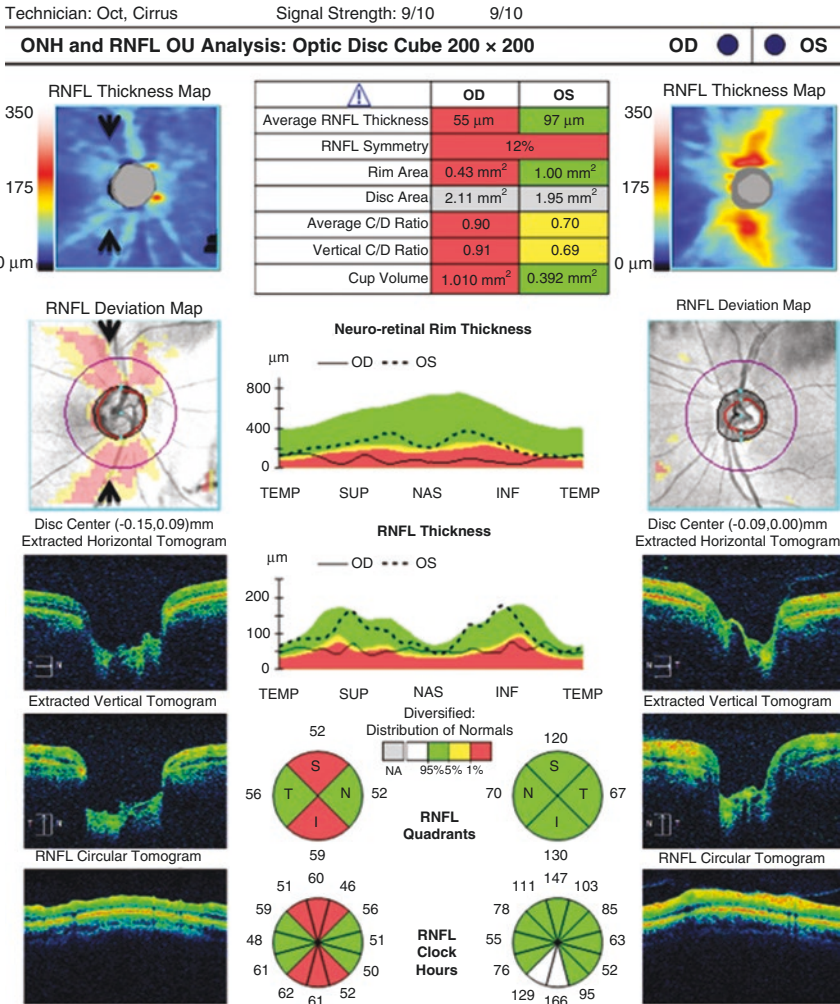 Technician: Oct, Cirrus Signal Strength: 9/10 9/10
ONH and RNFL OU Analysis: Optic Disc Cube 200 × 200 OD OS
RNFL Thickness Map
350
175
0 µm
OD OS
Average RNFL Thickness 55 µm 97 µm
RNFL Symmetry 12%
Rim Area 0.43 mm² 1.00 mm²
Disc Area 2.11 mm² 1.95 mm²
Average C/D Ratio 0.90 0.70
Vertical C/D Ratio 0.91 0.69
Cup Volume 1.010 mm² 0.392 mm²
RNFL Thickness Map
350
175
0 µm
RNFL Deviation Map
Disc Center (-0.15,0.09)mm
Neuro-retinal Rim Thickness
µm OD OS
800
400
0
TEMP SUP NAS INF TEMP
RNFL Deviation Map
Disc Center (-0.09,0.00)mm
Extracted Horizontal Tomogram
T N
Extracted Vertical Tomogram
T N
RNFL Circular Tomogram
RNFL Thickness
µm OD OS
200
100
0
TEMP SUP NAS INF TEMP
Diversified:
Distribution of Normals
NA 95% 5% 1%
52
S
56 T N 52
I
59
RNFL
Quadrants
120
S
70 N T 67
I
130
60
51 46
59 56
48 51
61 50
62 52
61
RNFL
Clock
Hours
147
111 103
78 85
55 63
76 52
129 95
166
Extracted Horizontal Tomogram
T N
Extracted Vertical Tomogram
T N
RNFL Circular Tomogram